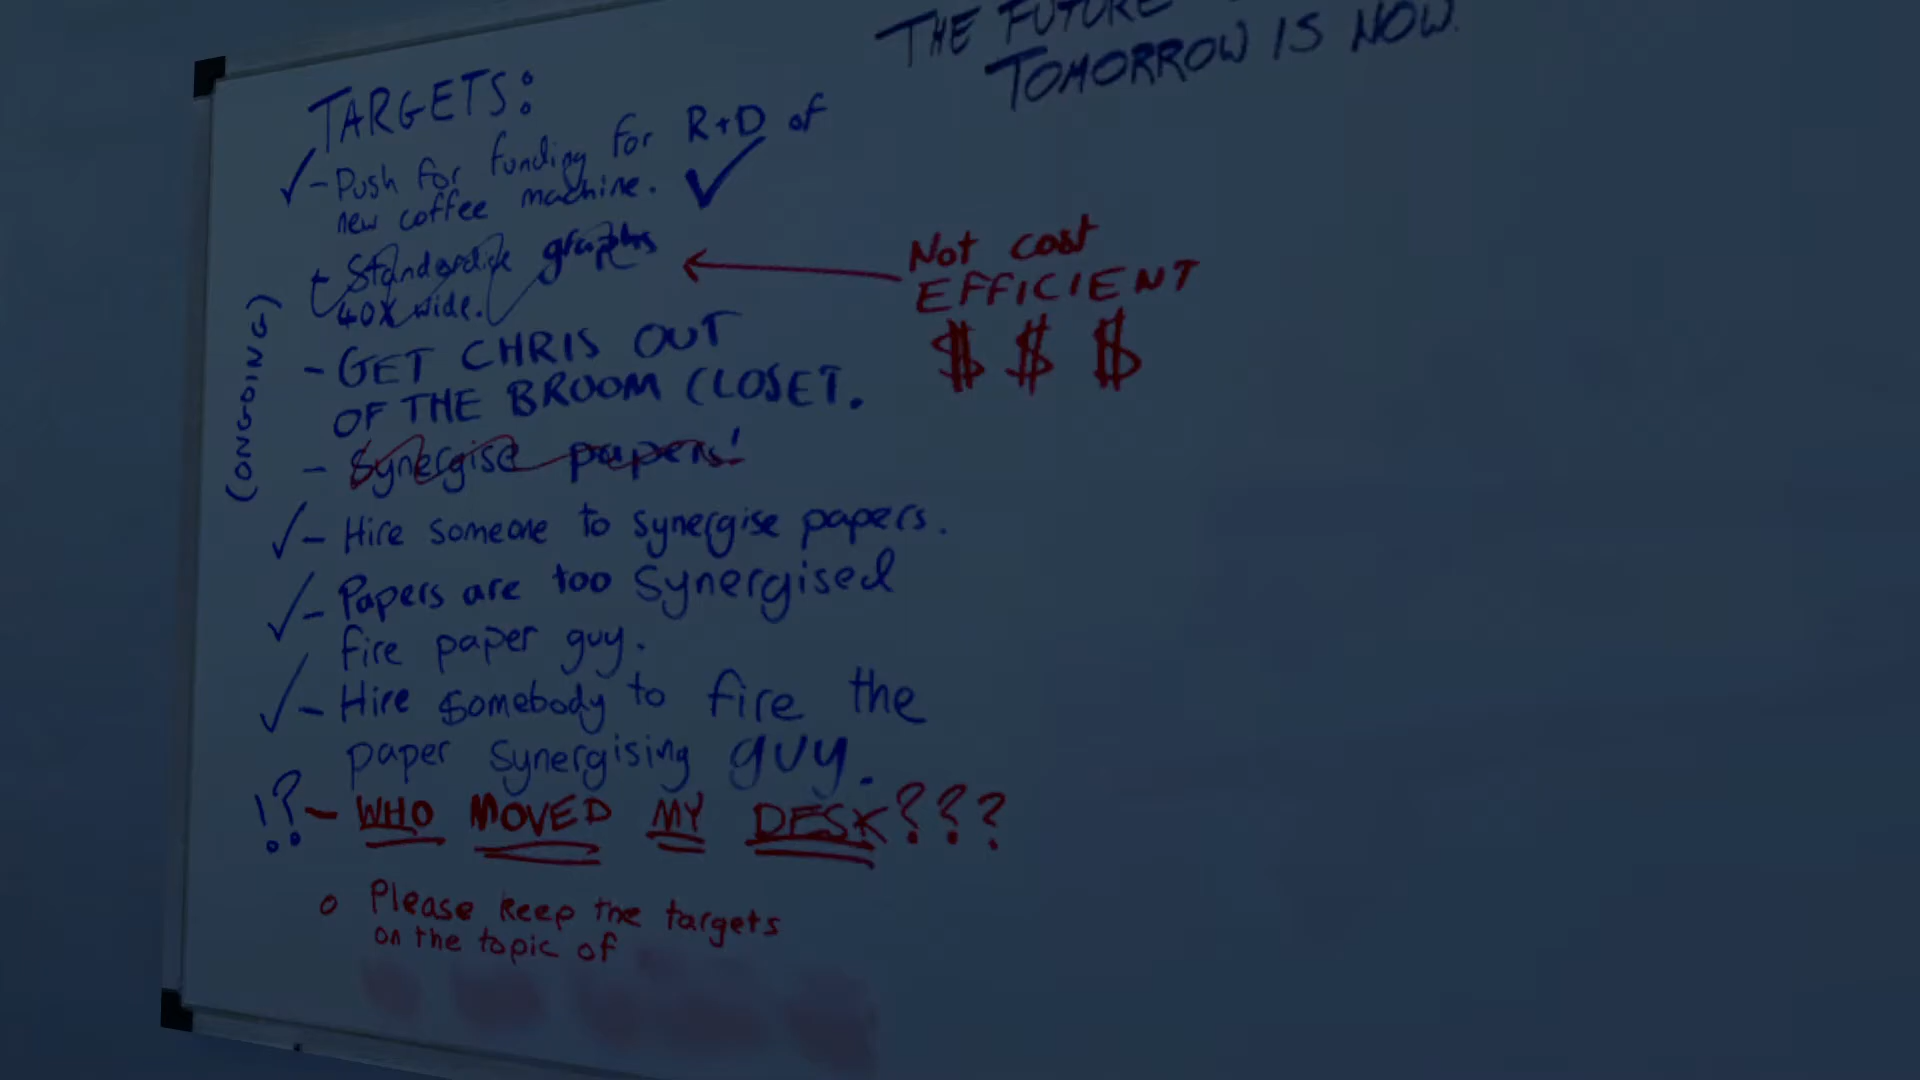 THE FUTURE
TOMORROW IS NOW.
TARGETS:
✓ - Push for funding for R+D of
new coffee machine. ✓
- Standardise graphs
40X wide.
Not cost
EFFICIENT
$ $ $
(ONGOING)
- GET CHRIS OUT
OF THE BROOM CLOSET.
- Synergise papers!
✓ - Hire someone to synergise papers.
✓ - Papers are too synergised
fire paper guy.
✓ - Hire somebody to fire the
paper synergising guy.
!? - WHO MOVED MY DESK???
o Please keep the targets
on the topic of